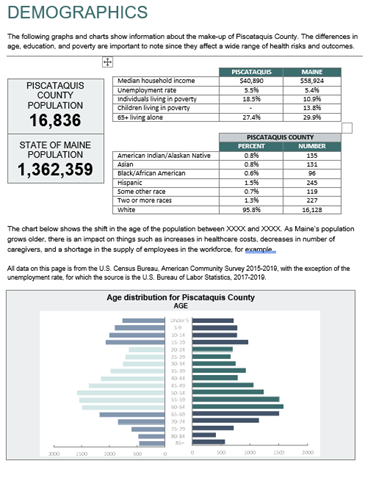 DEMOGRAPHICS
The following graphs and charts show information about the make-up of Piscataquis County. The differences in
age, education, and poverty are important to note since they affect a wide range of health risks and outcomes.
PISCATAQUIS
COUNTY
POPULATION
16,836
STATE OF MAINE
POPULATION
1,362,359
PISCATAQUIS MAINE
Median household income $40,890 $58,924
Unemployment rate 5.5% 5.4%
Individuals living in poverty 18.5% 10.9%
Children living in poverty - 13.8%
65+ living alone 27.4% 29.9%
PISCATAQUIS COUNTY
PERCENT NUMBER
American Indian/Alaskan Native 0.8% 135
Asian 0.8% 131
Black/African American 0.6% 96
Hispanic 1.5% 245
Some other race 0.7% 119
Two or more races 1.3% 227
White 95.8% 16,128
The chart below shows the shift in the age of the population between XXXX and XXXX. As Maine's population
grows older, there is an impact on things such as increases in healthcare costs, decreases in number of
caregivers, and a shortage in the supply of employees in the workforce, for example...
All data on this page is from the U.S. Census Bureau, American Community Survey 2015-2019, with the exception of the
unemployment rate, for which the source is the U.S. Bureau of Labor Statistics, 2017-2019.
Age distribution for Piscataquis County
AGE
Under 5
5-9
10-14
15-19
20-24
25-29
30-34
35-39
40-44
45-49
50-54
55-59
60-64
65-69
70-74
75-79
80-84
85+
2000 1500 1000 500 0 0 500 1000 1500 2000